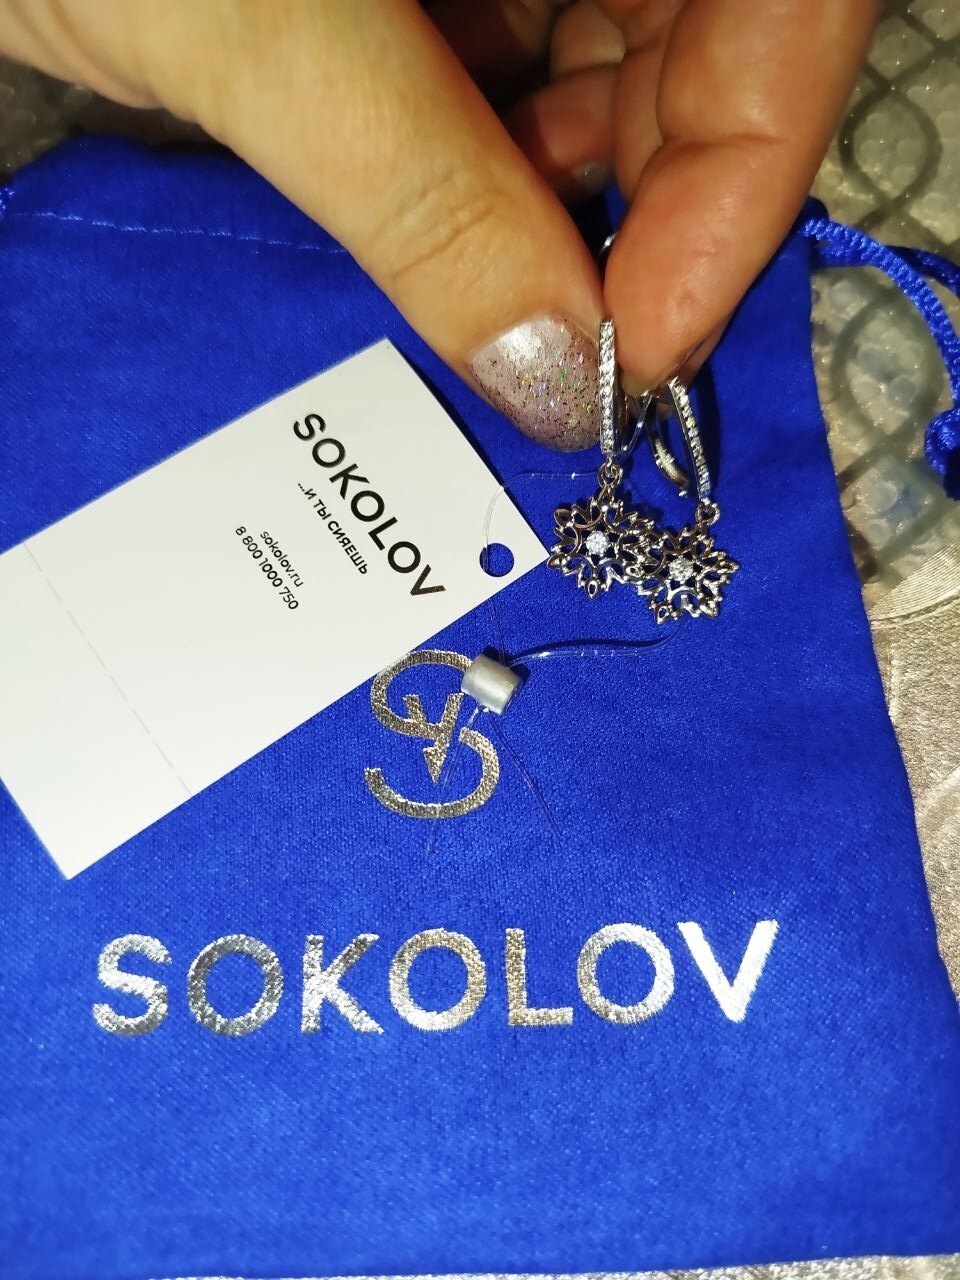 SOKOLOV
...И ТЫ СИЯЕШЬ
sokolov.ru
8 800 1000 750
SOKOLOV